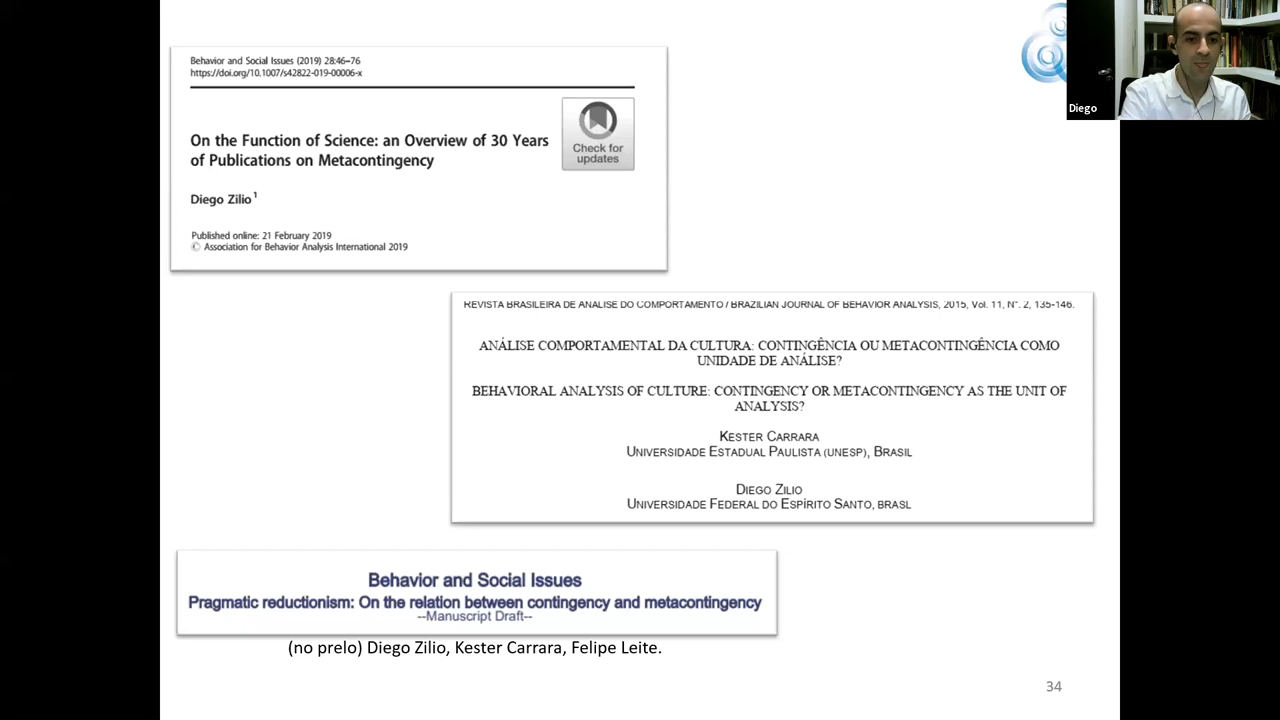 Behavior and Social Issues (2019) 28:46–76
https://doi.org/10.1007/s42822-019-00006-x
On the Function of Science: an Overview of 30 Years
of Publications on Metacontingency
Check for
updates
Diego Zilio 1
Published online: 21 February 2019
© Association for Behavior Analysis International 2019
Diego
REVISTA BRASILEIRA DE ANÁLISE DO COMPORTAMENTO / BRAZILIAN JOURNAL OF BEHAVIOR ANALYSIS, 2015, Vol. 11, Nº. 2, 135-146.
ANÁLISE COMPORTAMENTAL DA CULTURA: CONTINGÊNCIA OU METACONTINGÊNCIA COMO
UNIDADE DE ANÁLISE?
BEHAVIORAL ANALYSIS OF CULTURE: CONTINGENCY OR METACONTINGENCY AS THE UNIT OF
ANALYSIS?
KESTER CARRARA
UNIVERSIDADE ESTADUAL PAULISTA (UNESP), BRASIL
DIEGO ZILIO
UNIVERSIDADE FEDERAL DO ESPÍRITO SANTO, BRASL
Behavior and Social Issues
Pragmatic reductionism: On the relation between contingency and metacontingency
--Manuscript Draft--
(no prelo) Diego Zilio, Kester Carrara, Felipe Leite.
34